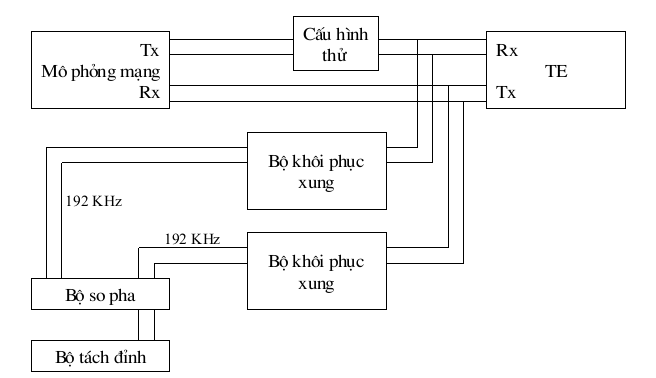 Cấu hình
thử
Tx
Mô phỏng mạng
Rx
Rx
TE
Tx
Bộ khôi phục
xung
192 KHz
192 KHz
Bộ khôi phục
xung
Bộ so pha
Bộ tách đỉnh